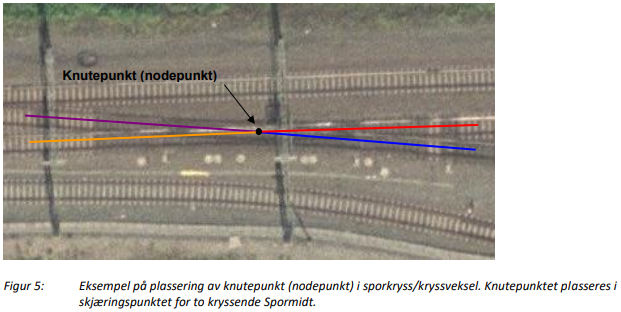 Knutepunkt (nodepunkt)
Figur 5: Eksempel på plassering av knutepunkt (nodepunkt) i sporkryss/kryssveksel. Knutepunktet plasseres i
skjæringspunktet for to kryssende Spormidt.